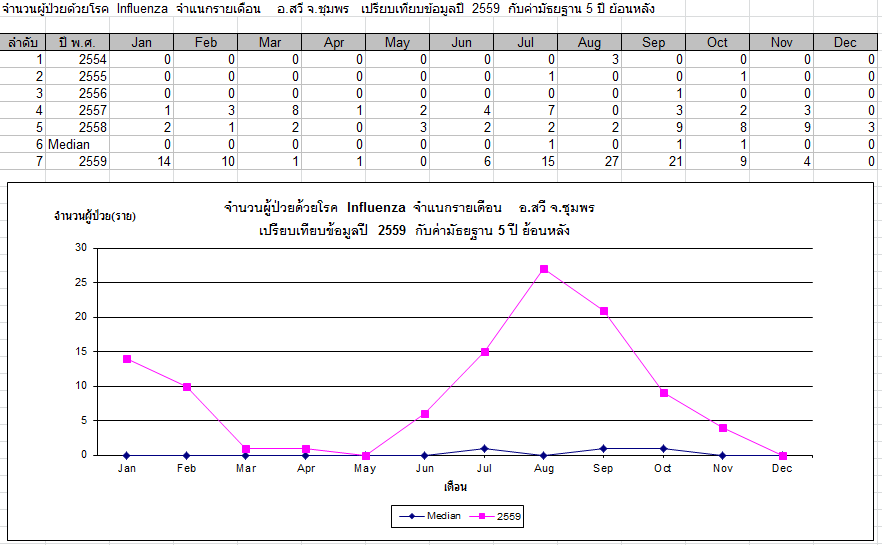 จำนวนผู้ป่วยด้วยโรค Influenza จำแนกรายเดือน อ.สวี จ.ชุมพร เปรียบเทียบข้อมูลปี 2559 กับค่ามัธยฐาน 5 ปี ย้อนหลัง
ลำดับ ปี พ.ศ. Jan Feb Mar Apr May Jun Jul Aug Sep Oct Nov Dec
1 2554 0 0 0 0 0 0 0 3 0 0 0 0
2 2555 0 0 0 0 0 0 1 0 0 1 0 0
3 2556 0 0 0 0 0 0 0 0 1 0 0 0
4 2557 1 3 8 1 2 4 7 0 3 2 3 0
5 2558 2 1 2 0 3 2 2 2 9 8 9 3
6 Median 0 0 0 0 0 0 1 0 1 1 0 0
7 2559 14 10 1 1 0 6 15 27 21 9 4 0
จำนวนผู้ป่วยด้วยโรค Influenza จำแนกรายเดือน อ.สวี จ.ชุมพร
เปรียบเทียบข้อมูลปี 2559 กับค่ามัธยฐาน 5 ปี ย้อนหลัง
จำนวนผู้ป่วย(ราย)
30
25
20
15
10
5
0
Jan Feb Mar Apr May Jun Jul Aug Sep Oct Nov Dec
เดือน
Median 2559